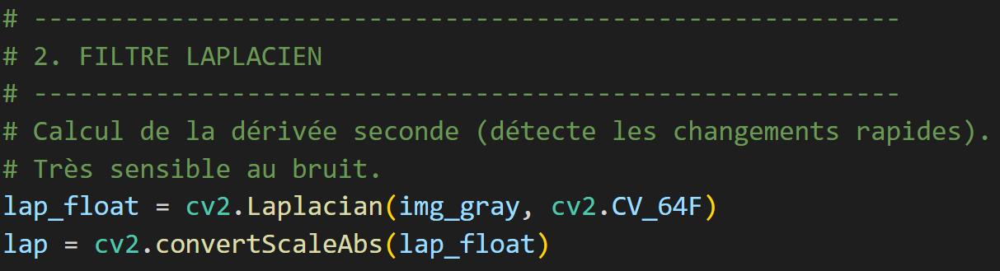 # ---------------------------------------------------------
# 2. FILTRE LAPLACIEN
# ---------------------------------------------------------
# Calcul de la dérivée seconde (détecte les changements rapides).
# Très sensible au bruit.
lap_float = cv2.Laplacian(img_gray, cv2.CV_64F)
lap = cv2.convertScaleAbs(lap_float)